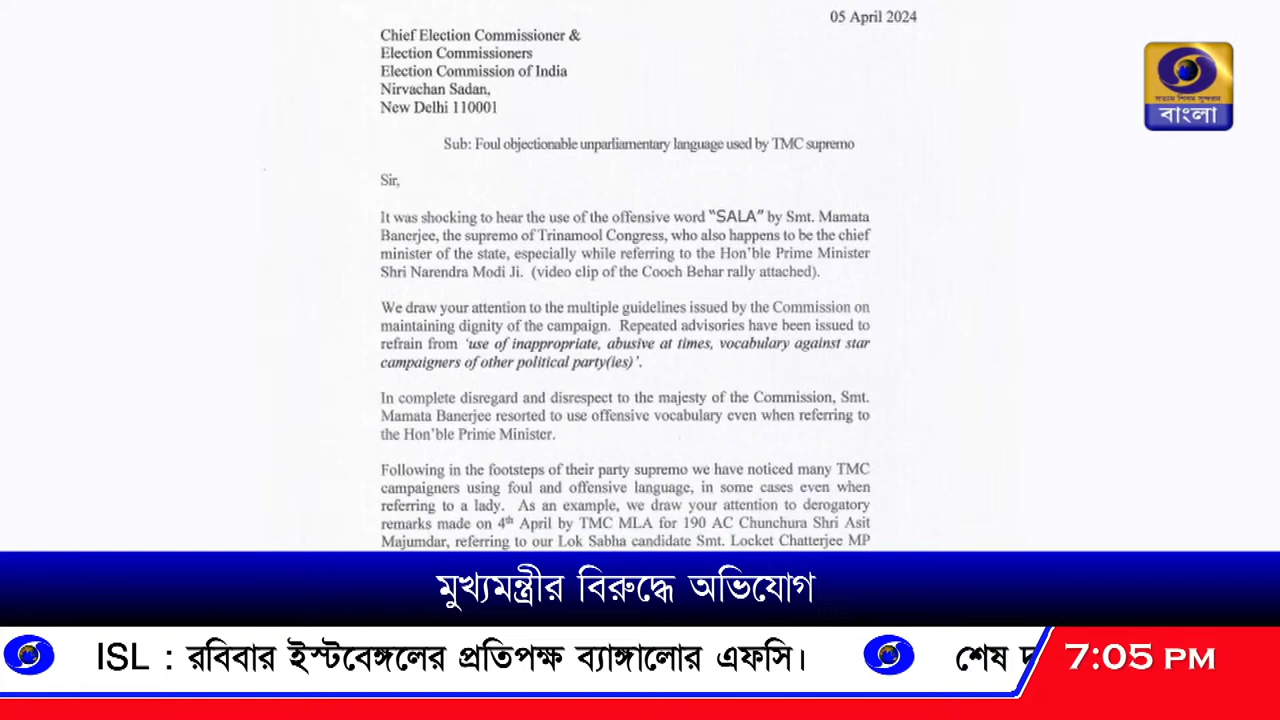 05 April 2024
Chief Election Commissioner &
Election Commissioners
Election Commission of India
Nirvachan Sadan,
New Delhi 110001
Sub: Foul objectionable unparliamentary language used by TMC supremo
Sir,
It was shocking to hear the use of the offensive word "SALA" by Smt. Mamata
Banerjee, the supremo of Trinamool Congress, who also happens to be the chief
minister of the state, especially while referring to the Hon'ble Prime Minister
Shri Narendra Modi Ji. (video clip of the Cooch Behar rally attached).
We draw your attention to the multiple guidelines issued by the Commission on
maintaining dignity of the campaign. Repeated advisories have been issued to
refrain from 'use of inappropriate, abusive at times, vocabulary against star
campaigners of other political party(ies)'.
In complete disregard and disrespect to the majesty of the Commission, Smt.
Mamata Banerjee resorted to use offensive vocabulary even when referring to
the Hon'ble Prime Minister.
Following in the footsteps of their party supremo we have noticed many TMC
campaigners using foul and offensive language, in some cases even when
referring to a lady. As an example, we draw your attention to derogatory
remarks made on 4th April by TMC MLA for 190 AC Chunchura Shri Asit
Majumdar, referring to our Lok Sabha candidate Smt. Locket Chatterjee MP
সত্যম শিবম সুন্দরম
বাংলা
মুখ্যমন্ত্রীর বিরুদ্ধে অভিযোগ
ISL : রবিবার ইস্টবেঙ্গলের প্রতিপক্ষ ব্যাঙ্গালোর এফসি।
শেষ
7:05 PM